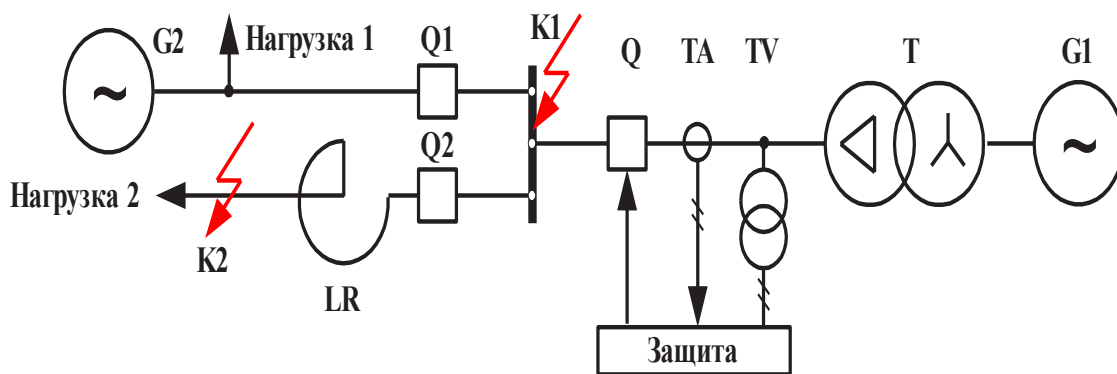 G2
Нагрузка 1
Q1
K1
Q
TA
TV
T
G1
~
~
Q2
Нагрузка 2
K2
LR
Защита